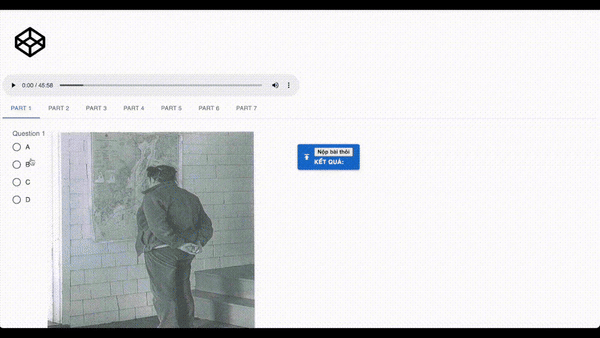 0:00 / 45:58
PART 1 PART 2 PART 3 PART 4 PART 5 PART 6 PART 7
Question 1
A
B
C
D
Nộp bài thôi
KẾT QUẢ: